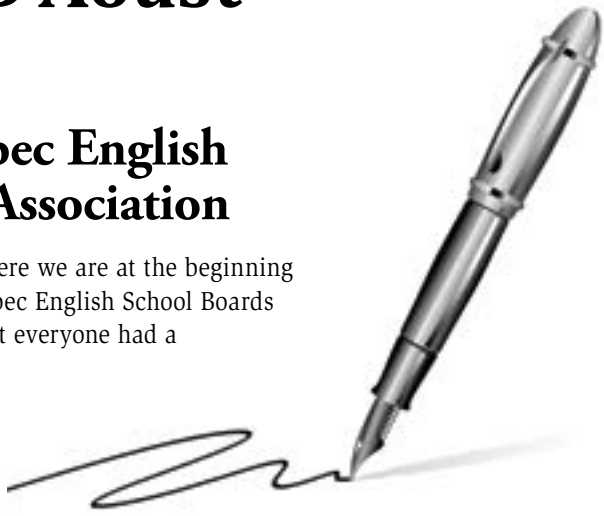 bec English
Association
ere we are at the beginning
bec English School Boards
t everyone had a